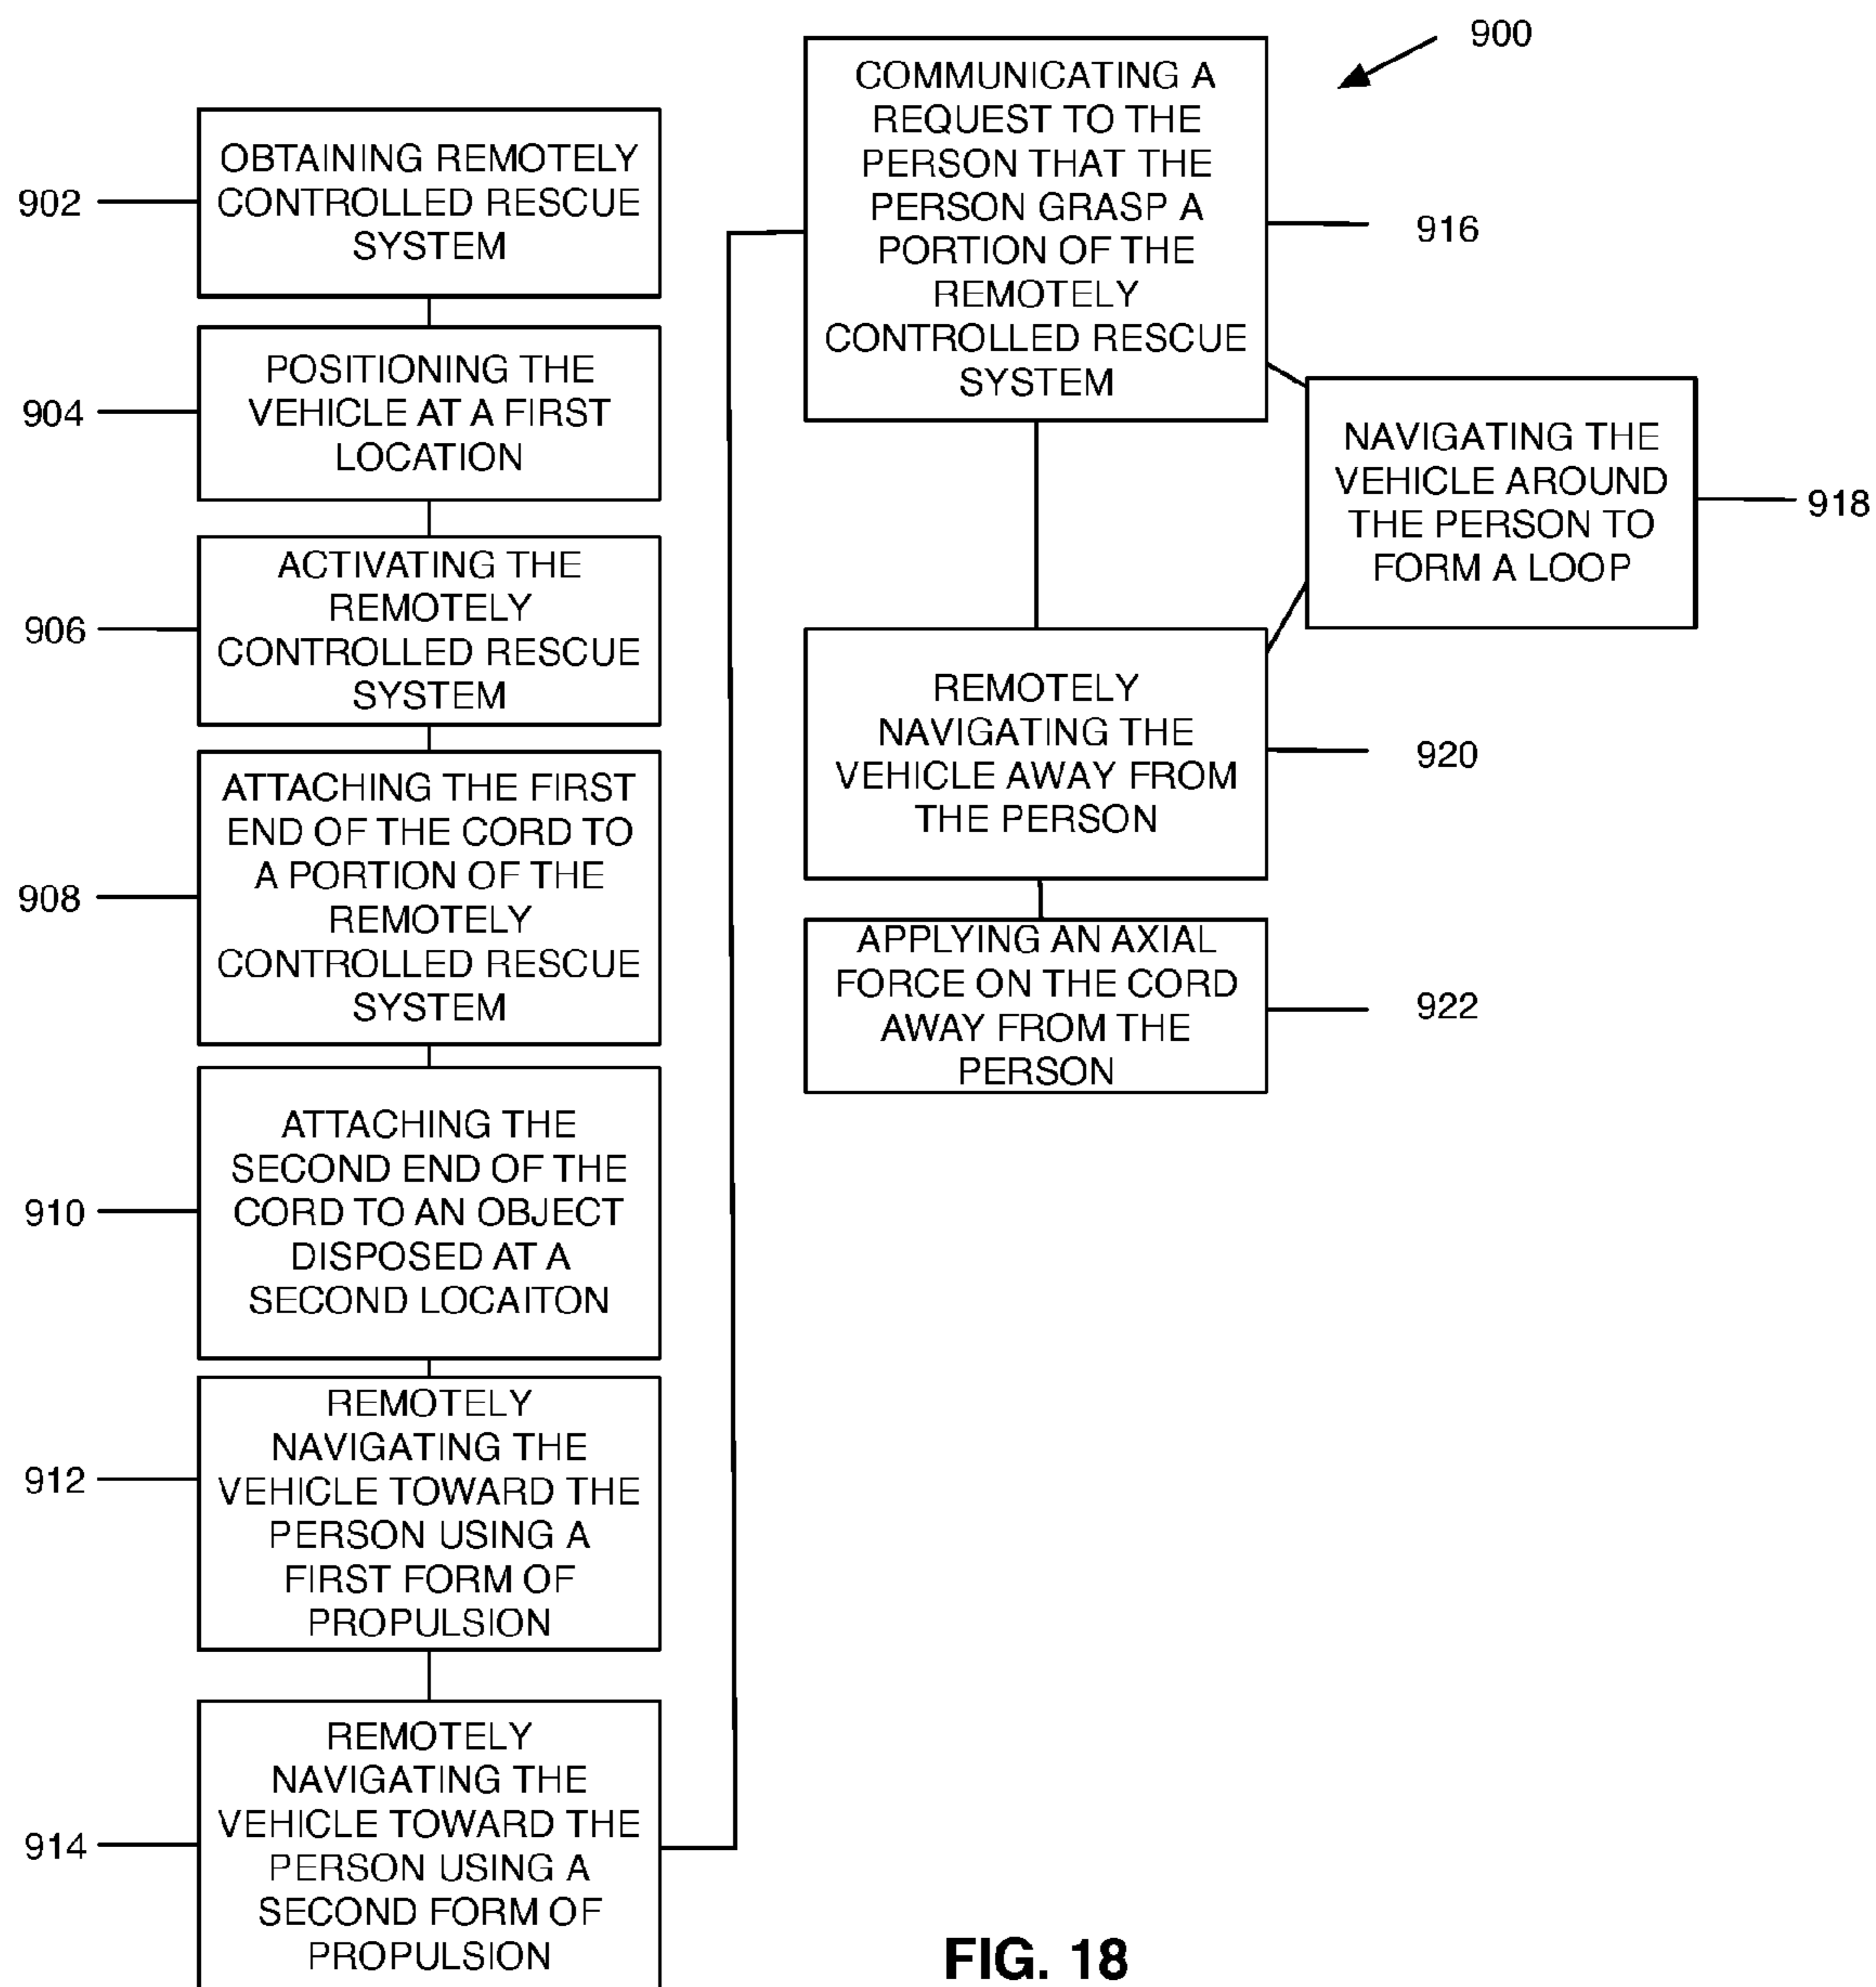 902
OBTAINING REMOTELY
CONTROLLED RESCUE
SYSTEM
904
POSITIONING THE
VEHICLE AT A FIRST
LOCATION
906
ACTIVATING THE
REMOTELY
CONTROLLED RESCUE
SYSTEM
908
ATTACHING THE FIRST
END OF THE CORD TO
A PORTION OF THE
REMOTELY
CONTROLLED RESCUE
SYSTEM
910
ATTACHING THE
SECOND END OF THE
CORD TO AN OBJECT
DISPOSED AT A
SECOND LOCAITON
912
REMOTELY
NAVIGATING THE
VEHICLE TOWARD THE
PERSON USING A
FIRST FORM OF
PROPULSION
914
REMOTELY
NAVIGATING THE
VEHICLE TOWARD THE
PERSON USING A
SECOND FORM OF
PROPULSION
900
COMMUNICATING A
REQUEST TO THE
PERSON THAT THE
PERSON GRASP A
PORTION OF THE
REMOTELY
CONTROLLED RESCUE
SYSTEM
916
NAVIGATING THE
VEHICLE AROUND
THE PERSON TO
FORM A LOOP
918
REMOTELY
NAVIGATING THE
VEHICLE AWAY FROM
THE PERSON
920
APPLYING AN AXIAL
FORCE ON THE CORD
AWAY FROM THE
PERSON
922
FIG. 18